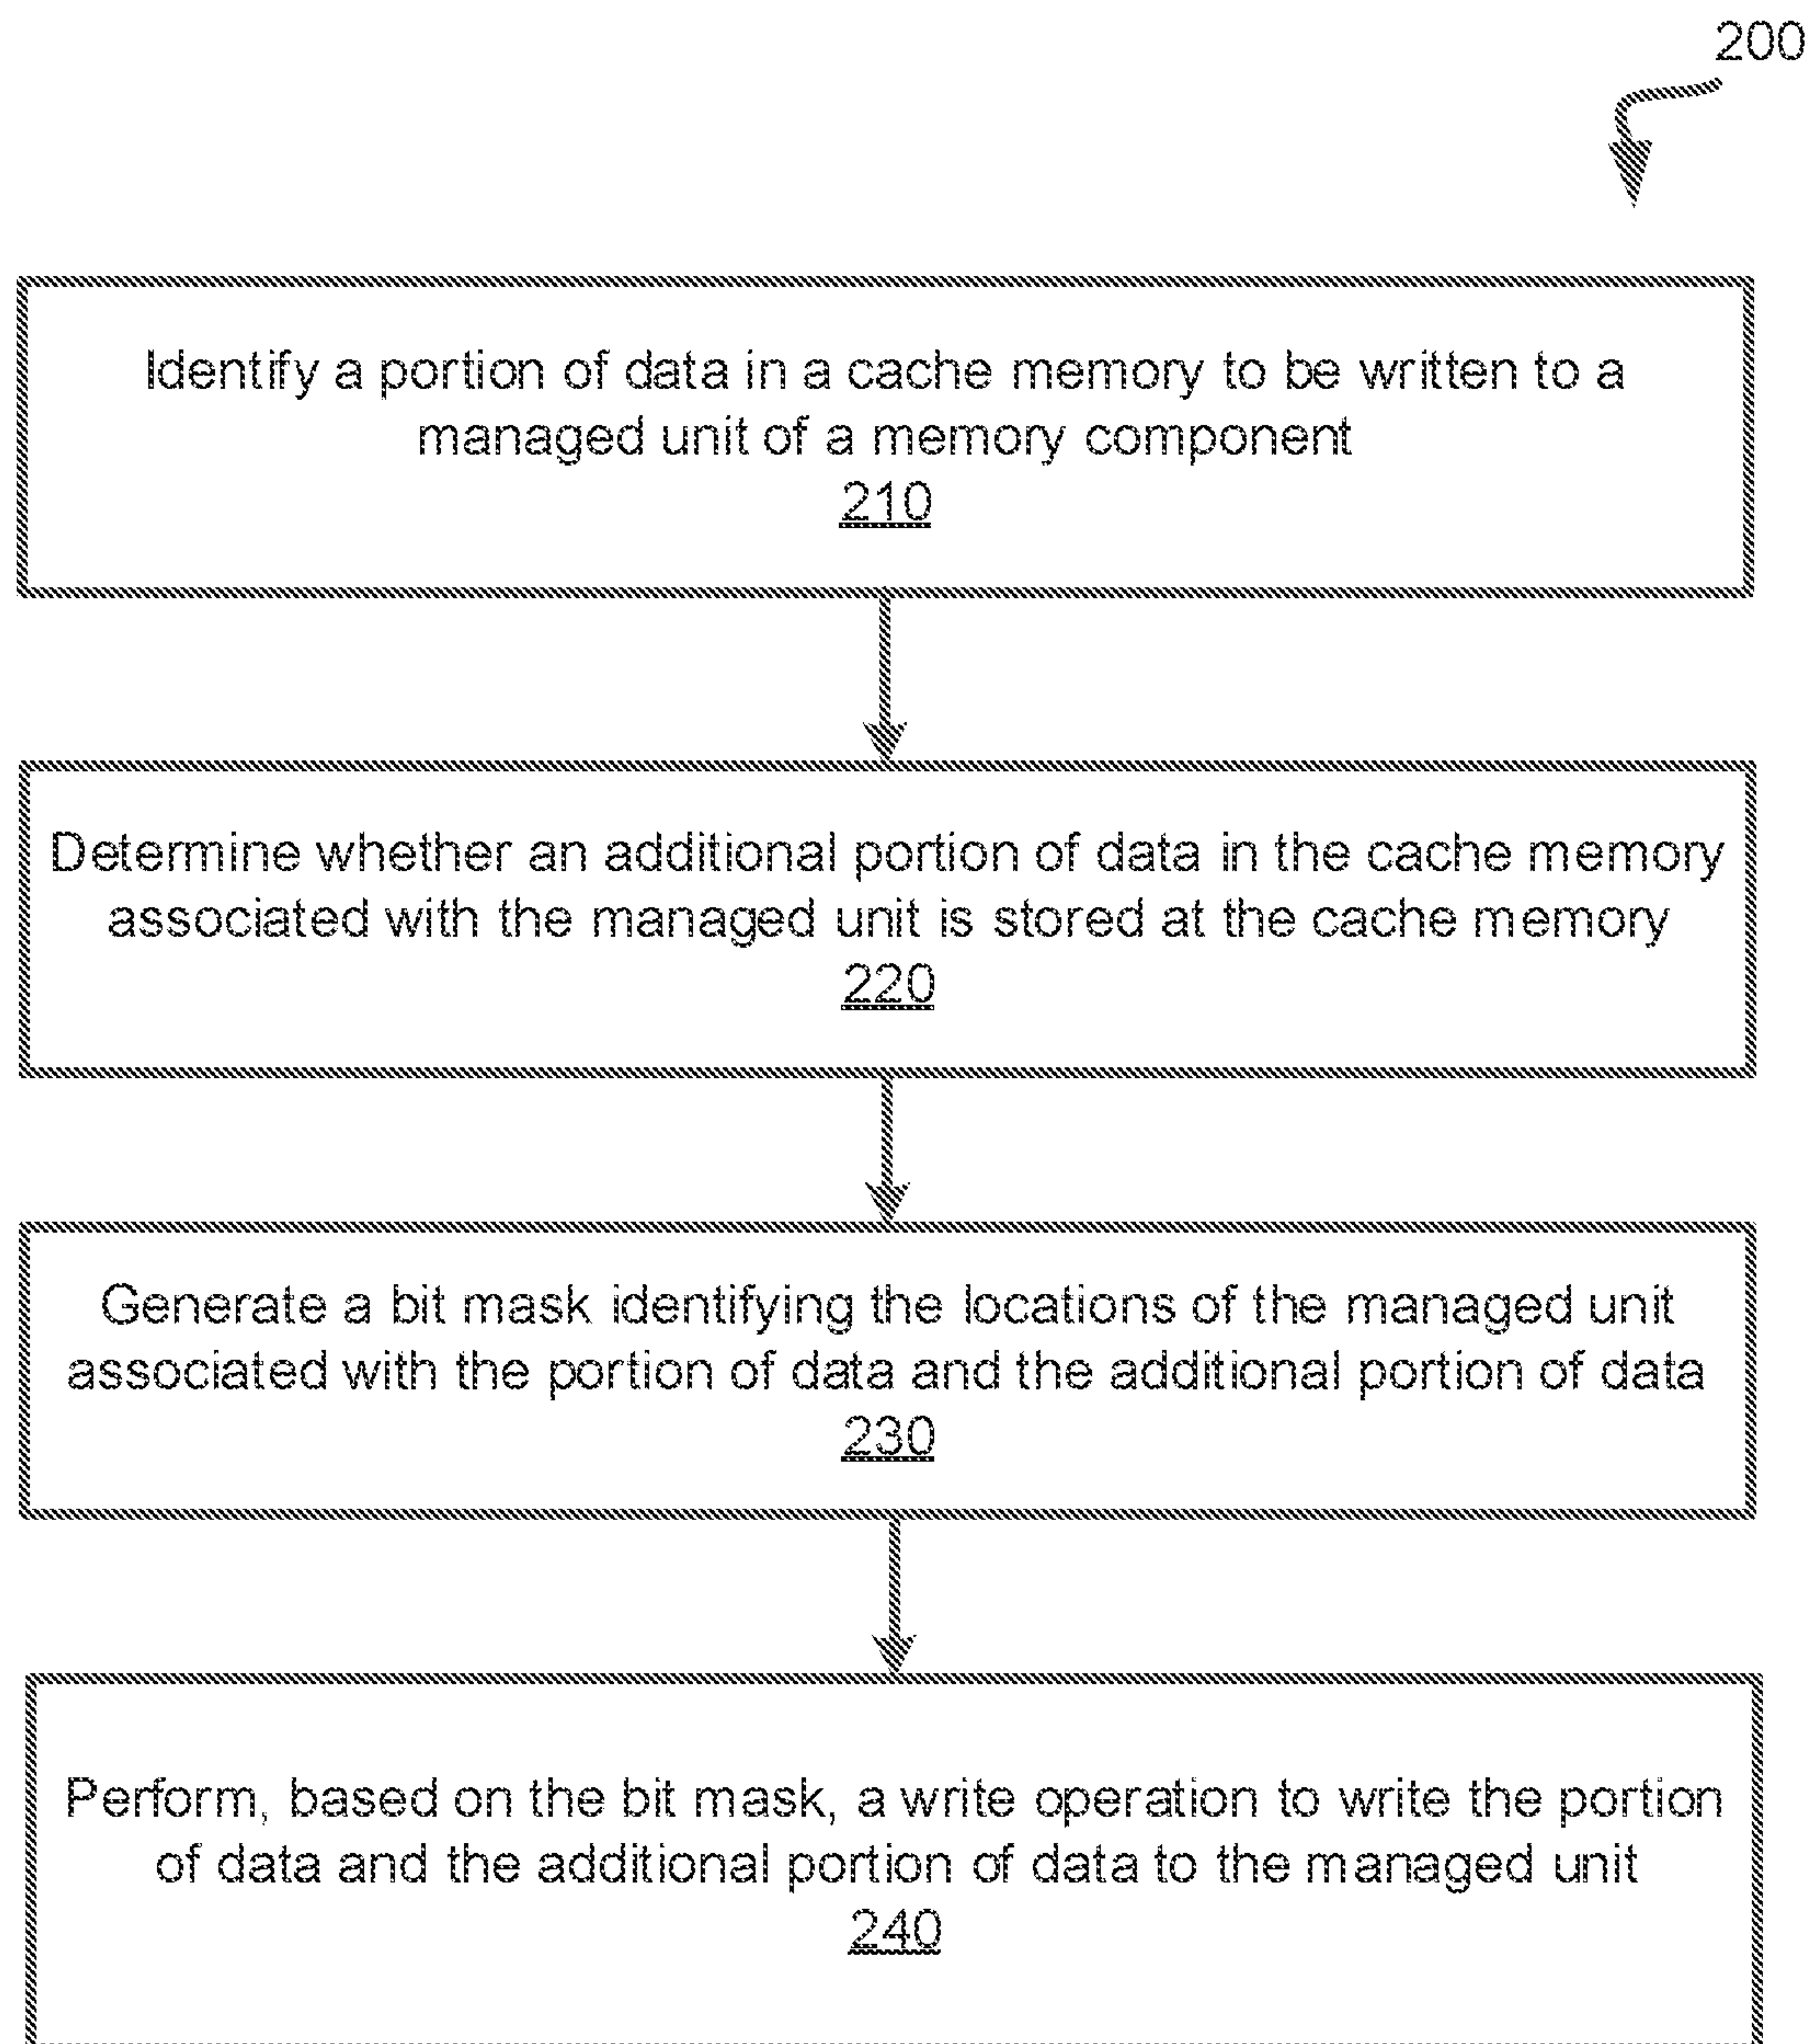 200
Identify a portion of data in a cache memory to be written to a
managed unit of a memory component
210
Determine whether an additional portion of data in the cache memory
associated with the managed unit is stored at the cache memory
220
Generate a bit mask identifying the locations of the managed unit
associated with the portion of data and the additional portion of data
230
Perform, based on the bit mask, a write operation to write the portion
of data and the additional portion of data to the managed unit
240